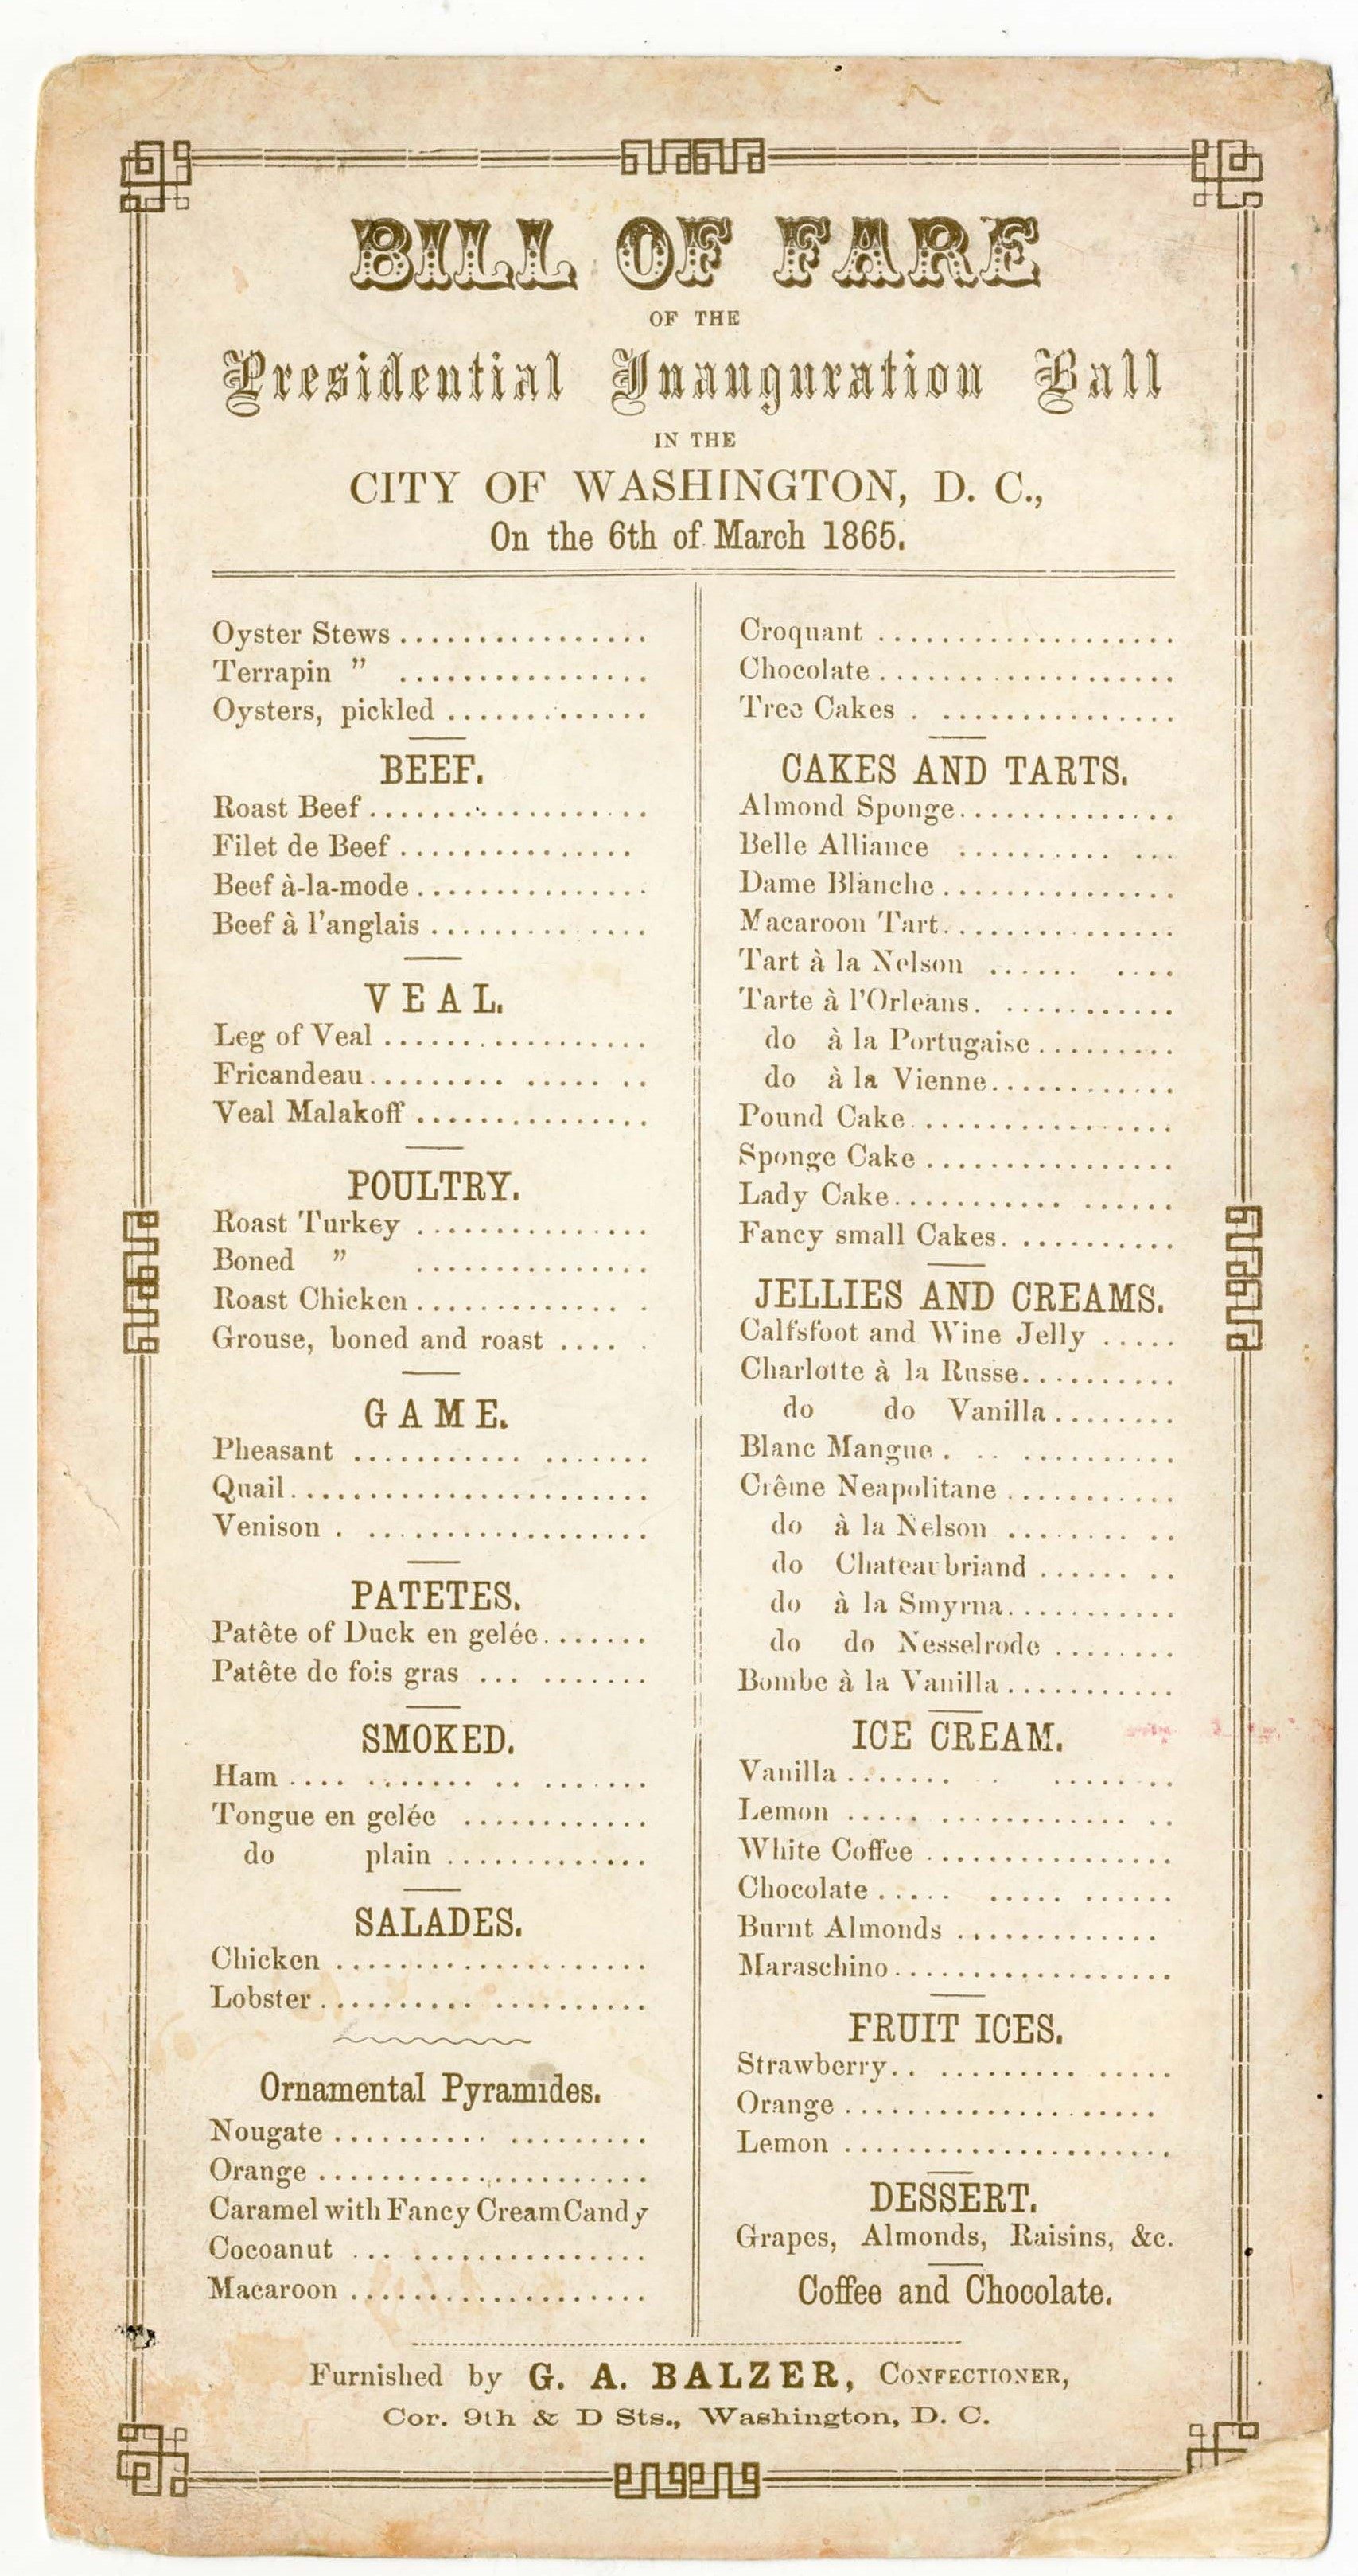 BILL OF FARE
OF THE
Presidential Inauguration Ball
IN THE
CITY OF WASHINGTON, D. C.,
On the 6th of March 1865.
Oyster Stews
Terrapin "
Oysters, pickled
BEEF.
Roast Beef
Filet de Beef
Beef à-la-mode
Beef à l'anglais
VEAL.
Leg of Veal
Fricandeau
Veal Malakoff
POULTRY.
Roast Turkey
Boned "
Roast Chicken
Grouse, boned and roast
GAME.
Pheasant
Quail
Venison
PATETES.
Patête of Duck en gelée
Patête de fois gras
SMOKED.
Ham
Tongue en gelée
do plain
SALADES.
Chicken
Lobster
Ornamental Pyramides.
Nougate
Orange
Caramel with Fancy Cream Candy
Cocoanut
Macaroon
Croquant
Chocolate
Tree Cakes
CAKES AND TARTS.
Almond Sponge
Belle Alliance
Dame Blanche
Macaroon Tart
Tart à la Nelson
Tarte à l'Orleans
do à la Portugaise
do à la Vienne
Pound Cake
Sponge Cake
Lady Cake
Fancy small Cakes
JELLIES AND CREAMS.
Calfsfoot and Wine Jelly
Charlotte à la Russe
do do Vanilla
Blanc Mangue
Crême Neapolitane
do à la Nelson
do Chateaubriand
do à la Smyrna
do do Nesselrode
Bombe à la Vanilla
ICE CREAM.
Vanilla
Lemon
White Coffee
Chocolate
Burnt Almonds
Maraschino
FRUIT ICES.
Strawberry
Orange
Lemon
DESSERT.
Grapes, Almonds, Raisins, &c.
Coffee and Chocolate.
Furnished by G. A. BALZER, CONFECTIONER,
Cor. 9th & D Sts., Washington, D. C.